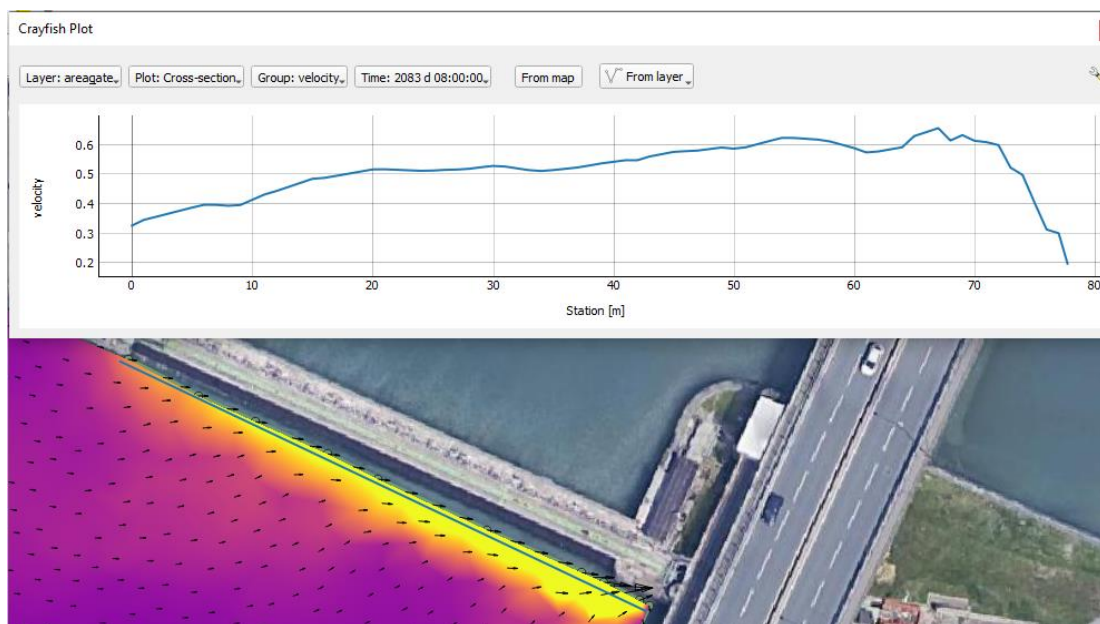 Crayfish Plot
Layer: areagate Plot: Cross-section Group: velocity Time: 2083 d 08:00:00 From map From layer
0.6
0.5
0.4
0.3
0.2
velocity
0 10 20 30 40 50 60 70 80
Station [m]